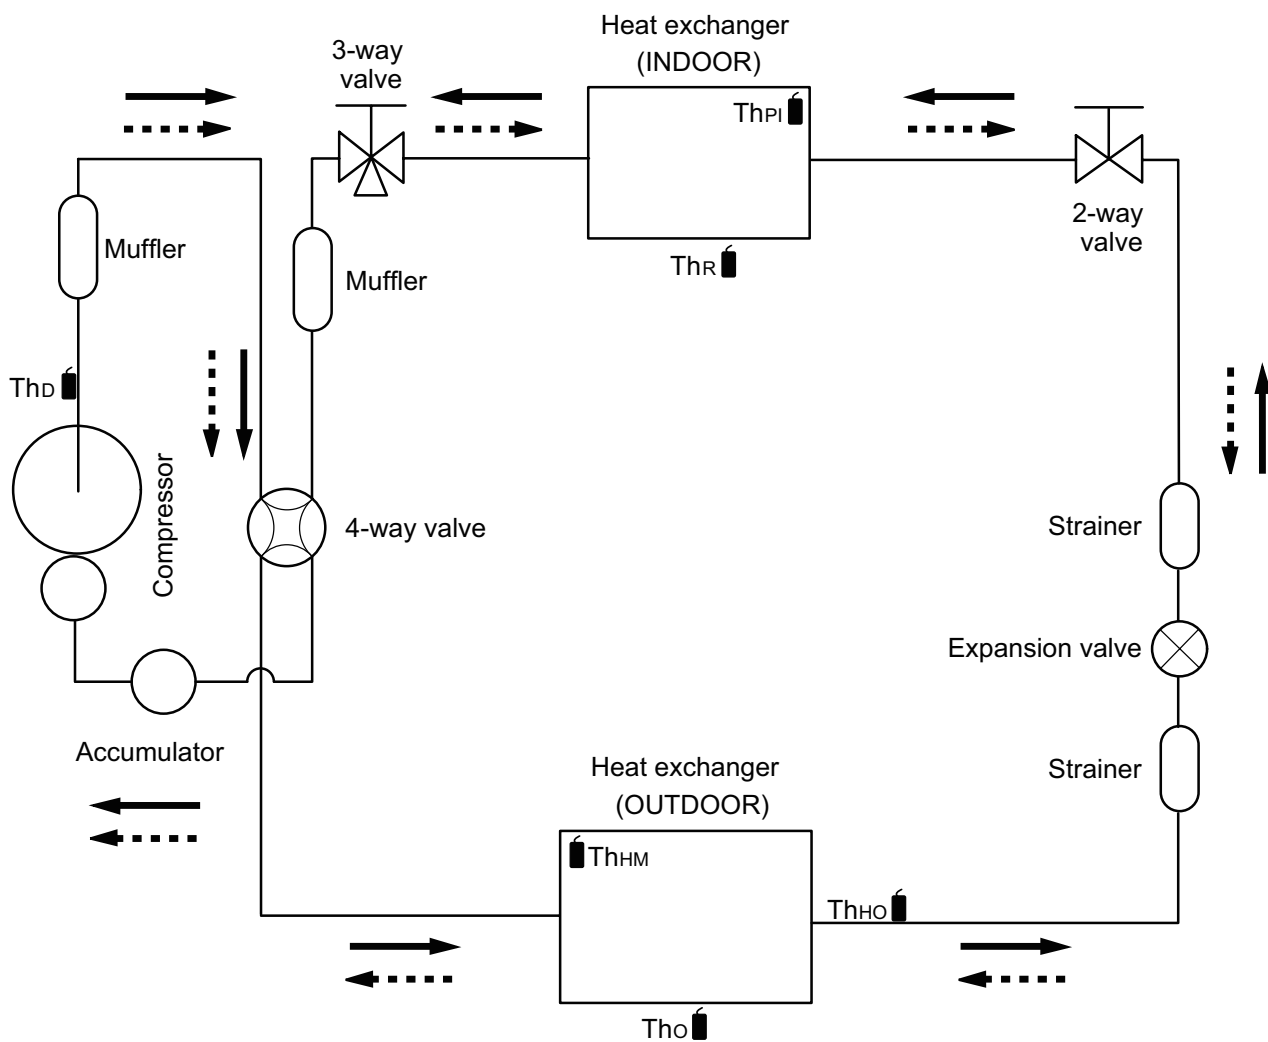 Heat exchanger
(INDOOR)
3-way
valve
ThPI
2-way
valve
Muffler
ThR
Muffler
ThD
Compressor
4-way valve
Strainer
Expansion valve
Accumulator
Heat exchanger
(OUTDOOR)
Strainer
ThHM
ThHO
ThO